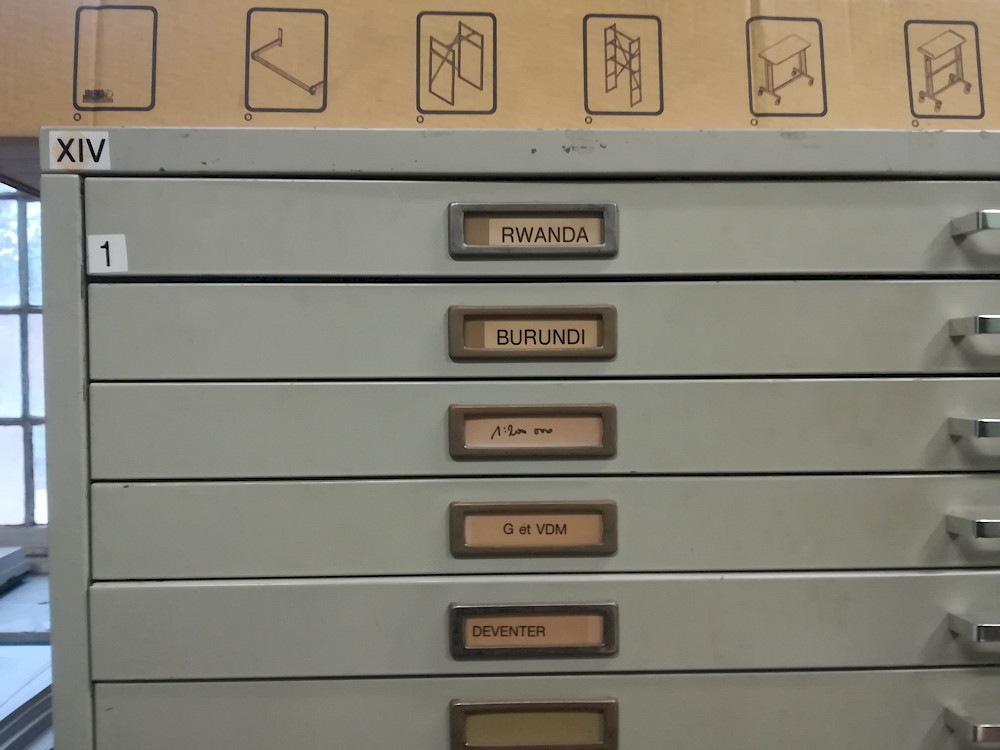 XIV
1
RWANDA
BURUNDI
1:200 000
G et VDM
DEVENTER